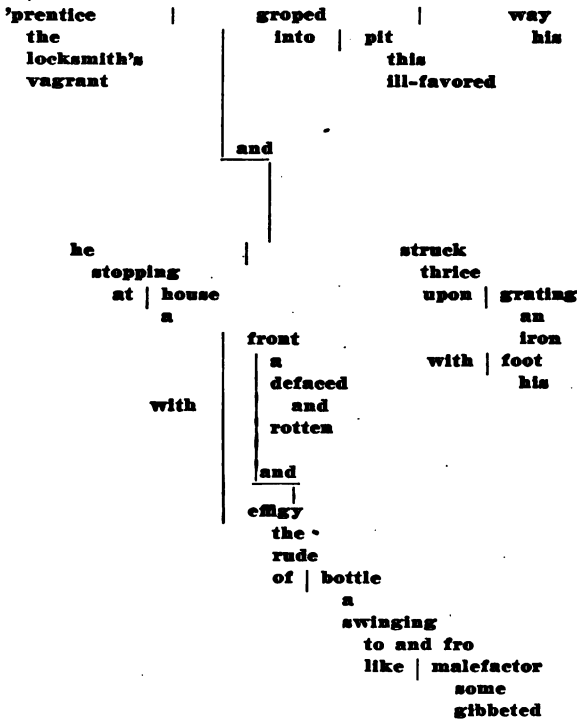 'prentice | groped | way
the into | pit his
locksmith's this
vagrant ill-favored
and
he | struck
stopping thrice
at | house upon | grating
a an
front iron
a with | foot
defaced his
with and
rotten
and
effigy
the
rude
of | bottle
a
swinging
to and fro
like | malefactor
some
gibbeted